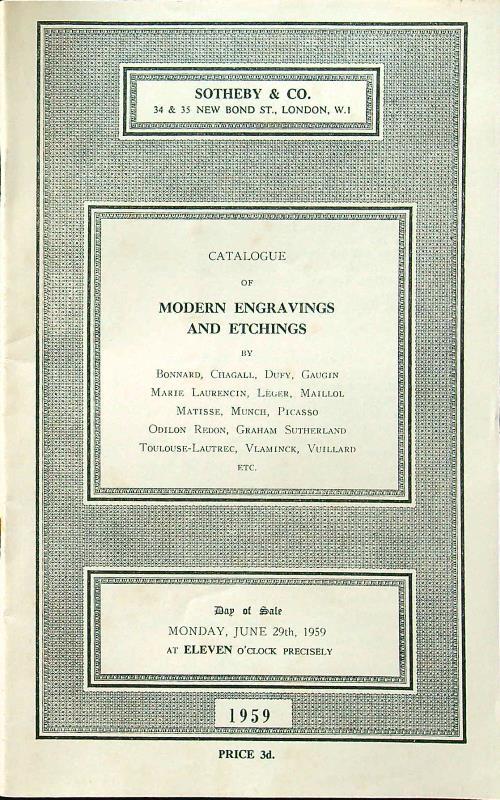 SOTHEBY & CO.
34 & 35 NEW BOND ST., LONDON, W.1
CATALOGUE
OF
MODERN ENGRAVINGS
AND ETCHINGS
BY
BONNARD, CHAGALL, DUFY, GAUGIN
MARIE LAURENCIN, LEGER, MAILLOL
MATISSE, MUNCH, PICASSO
ODILON REDON, GRAHAM SUTHERLAND
TOULOUSE-LAUTREC, VLAMINCK, VUILLARD
ETC.
Day of Sale
MONDAY, JUNE 29th, 1959
AT ELEVEN O'CLOCK PRECISELY
1959
PRICE 3d.